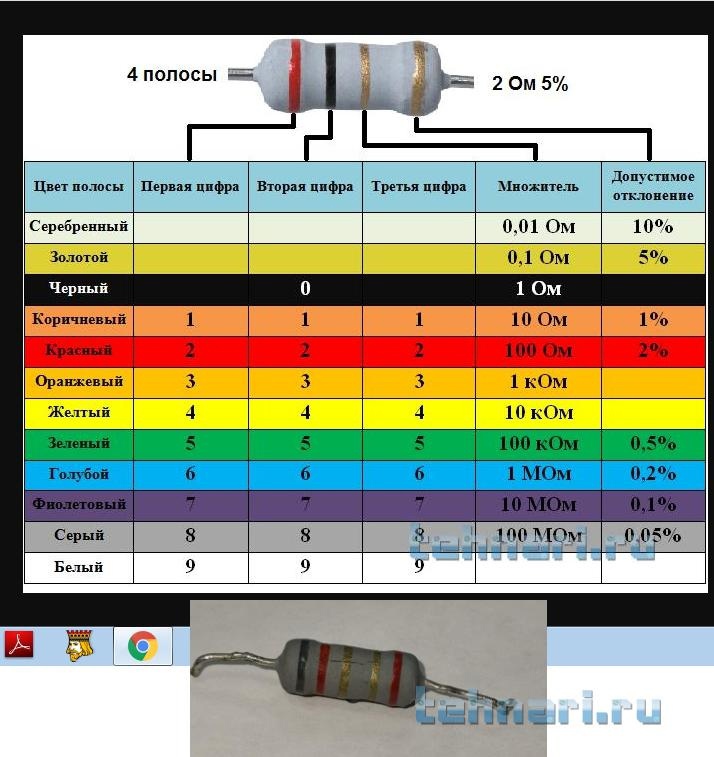 4 полосы
2 Ом 5%
Цвет полосы Первая цифра Вторая цифра Третья цифра Множитель Допустимое отклонение
Серебренный 0,01 Ом 10%
Золотой 0,1 Ом 5%
Черный 0 1 Ом
Коричневый 1 1 1 10 Ом 1%
Красный 2 2 2 100 Ом 2%
Оранжевый 3 3 3 1 кОм
Желтый 4 4 4 10 кОм
Зеленый 5 5 5 100 кОм 0,5%
Голубой 6 6 6 1 МОм 0,2%
Фиолетовый 7 7 7 10 МОм 0,1%
Серый 8 8 8 100 МОм 0.05%
Белый 9 9 9
tehnari.ru
tehnari.ru